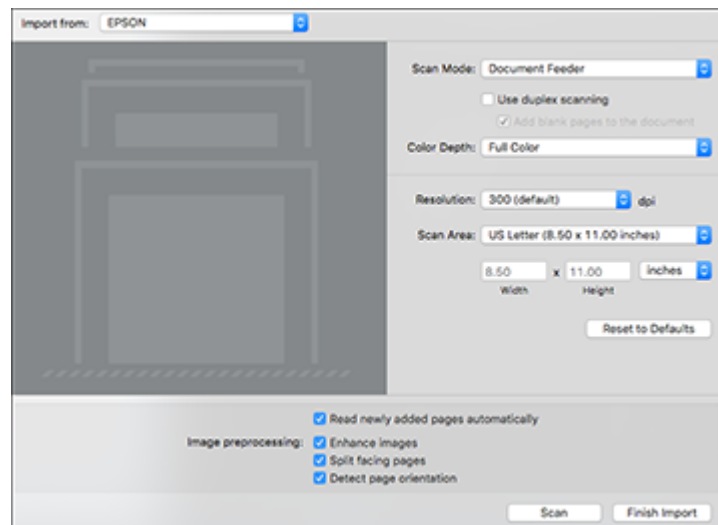 Import from: EPSON
Scan Mode: Document Feeder
Use duplex scanning
Add blank pages to the document
Color Depth: Full Color
Resolution: 300 (default) dpi
Scan Area: US Letter (8.50 x 11.00 inches)
8.50 x 11.00 inches
Width Height
Reset to Defaults
Read newly added pages automatically
Image preprocessing: Enhance images
Split facing pages
Detect page orientation
Scan Finish Import